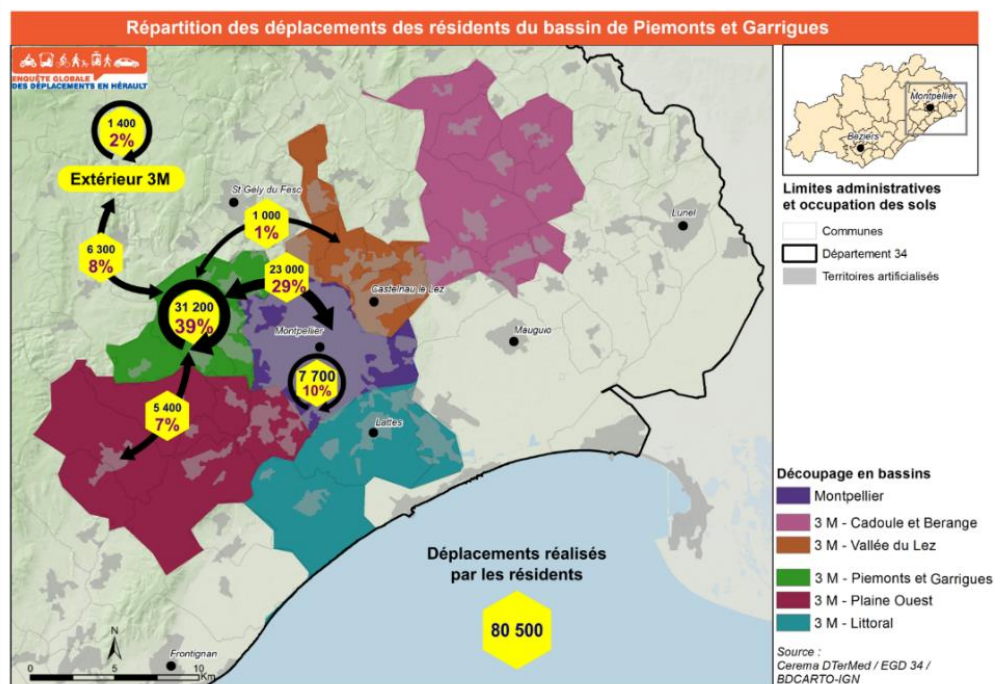 Répartition des déplacements des résidents du bassin de Piemonts et Garrigues
ENQUÊTE GLOBALE
DES DÉPLACEMENTS EN HÉRAULT
1 400
2%
Extérieur 3M
St Gély du Fesc
1 000
1%
6 300
8%
23 000
29%
31 200
39%
Castelnau le Lez
Montpellier
7 700
10%
5 400
7%
Lattes
Mauguio
Lunel
Déplacements réalisés
par les résidents
80 500
Frontignan
N
0 5 10
Km
Montpellier
Béziers
Limites administratives
et occupation des sols
Communes
Département 34
Territoires artificialisés
Découpage en bassins
Montpellier
3 M - Cadoule et Berange
3 M - Vallée du Lez
3 M - Piemonts et Garrigues
3 M - Plaine Ouest
3 M - Littoral
Source :
Cerema DTerMed / EGD 34 /
BDCARTO-IGN